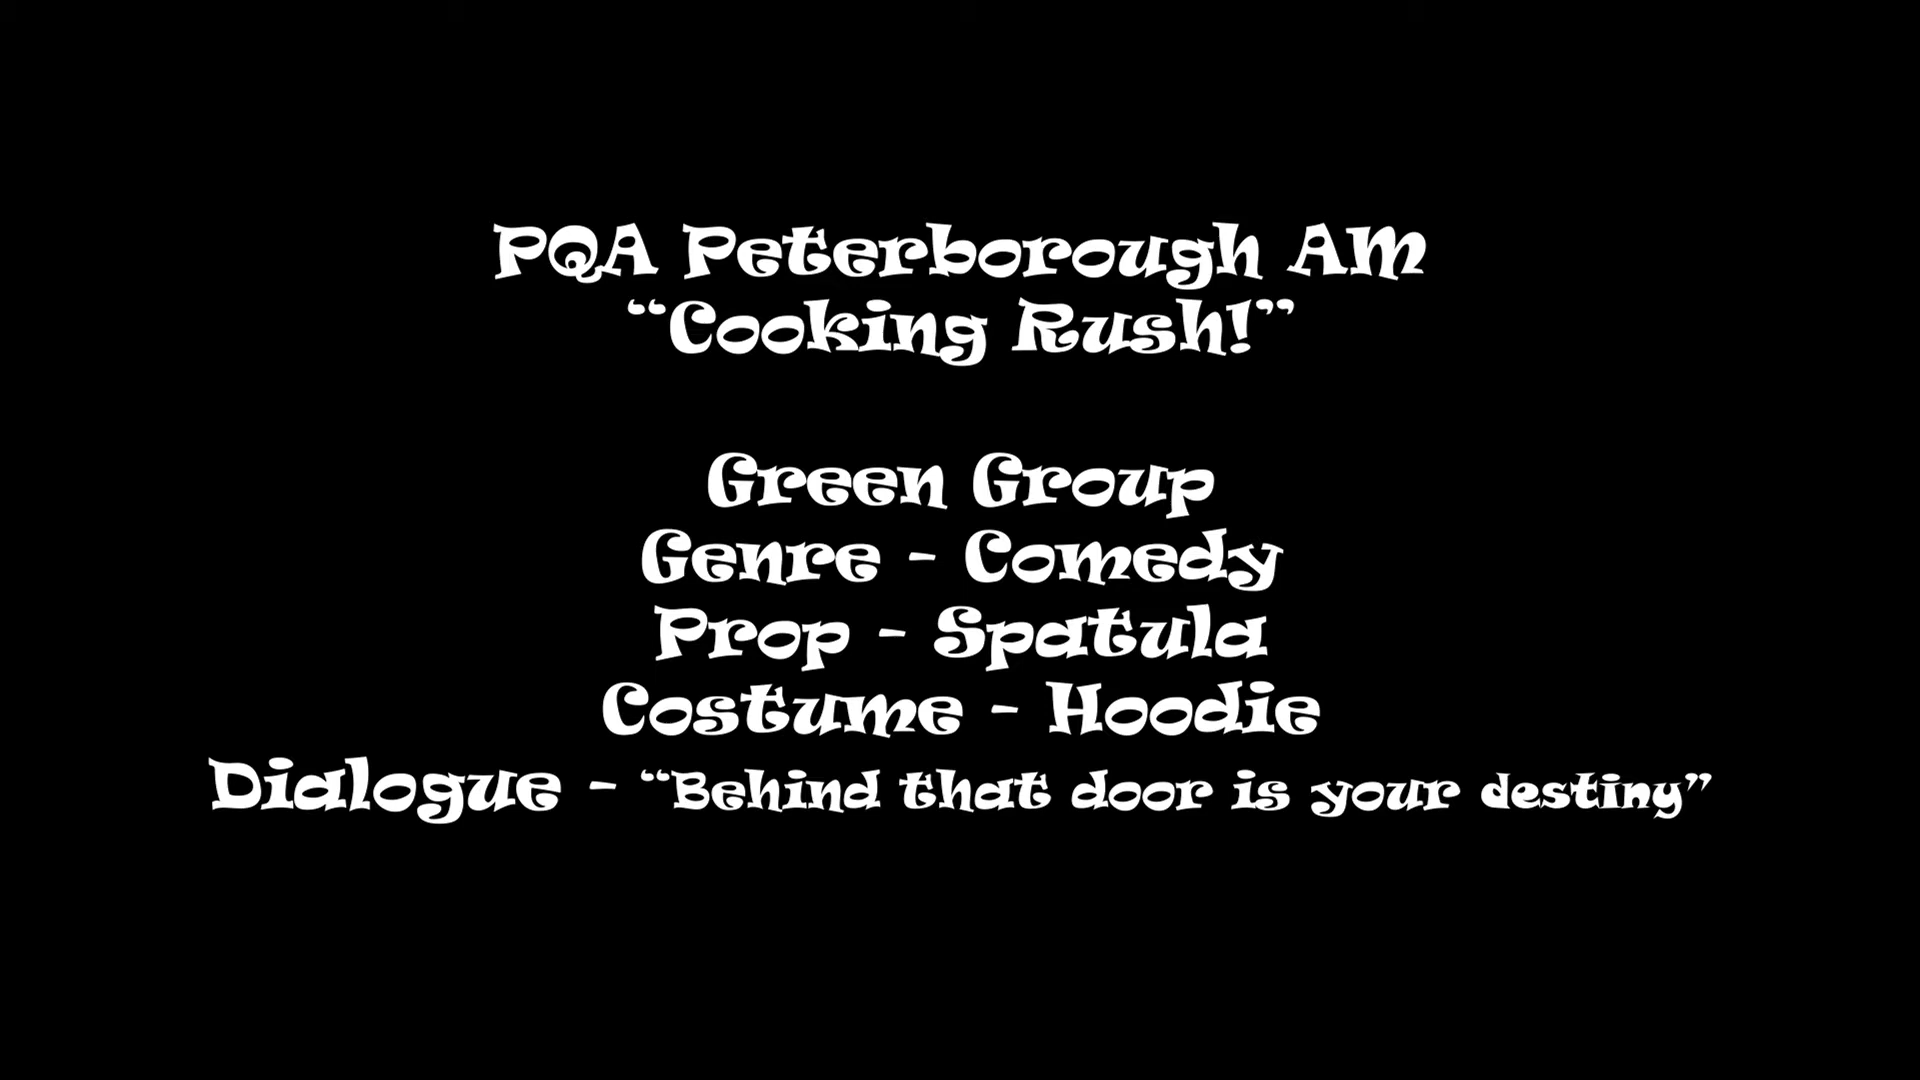 PQA Peterborough AM
“Cooking Rush!”
Green Group
Genre - Comedy
Prop - Spatula
Costume - Hoodie
Dialogue - “Behind that door is your destiny”